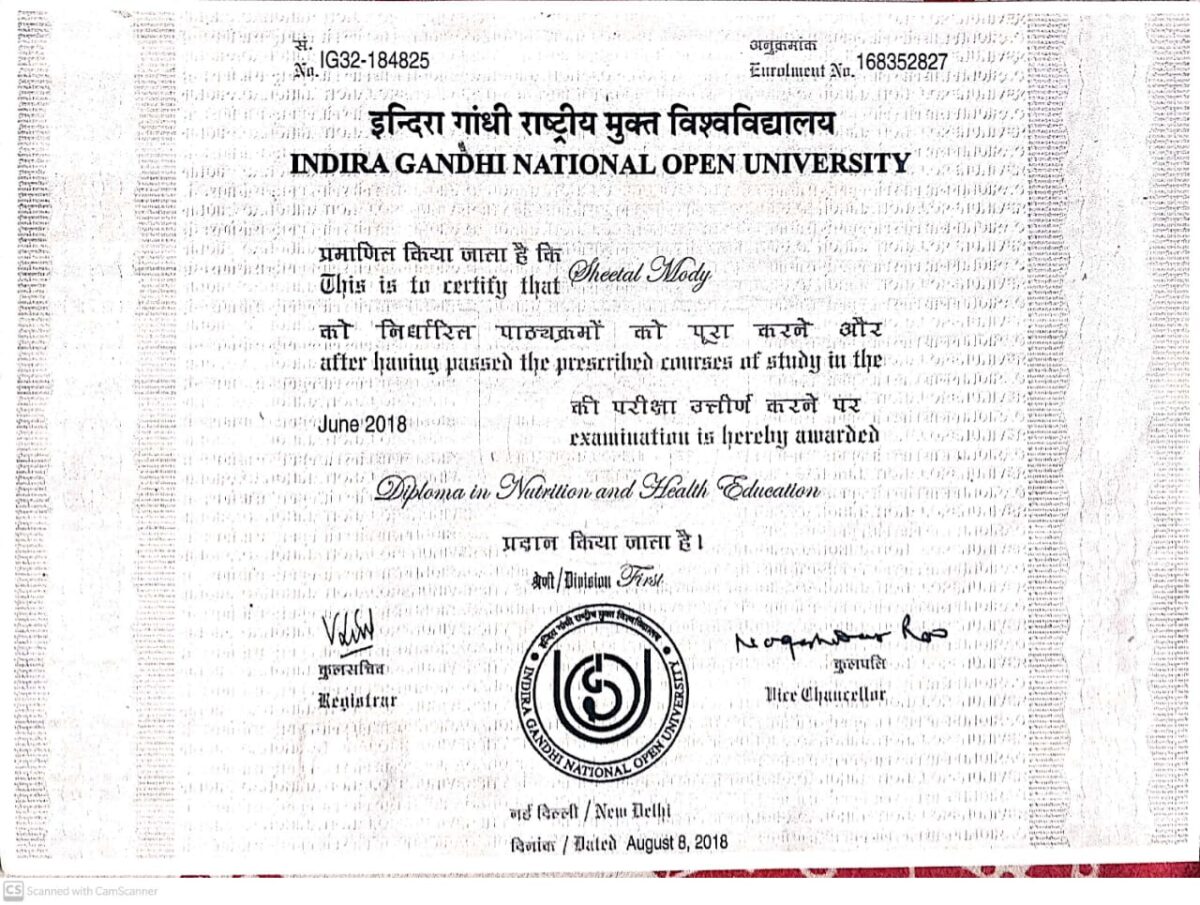 सं.
No. IG32-184825
अनुक्रमांक
Enrolment No. 168352827
इन्दिरा गांधी राष्ट्रीय मुक्त विश्वविद्यालय
INDIRA GANDHI NATIONAL OPEN UNIVERSITY
प्रमाणित किया जाता है कि
This is to certify that Sheetal Mody
को निर्धारित पाठ्यक्रमों को पूरा करने और
after having passed the prescribed courses of study in the
की परीक्षा उत्तीर्ण करने पर
June 2018
examination is hereby awarded
Diploma in Nutrition and Health Education
प्रदान किया जाता है।
श्रेणी/Division First
कुलसचिव
Registrar
कुलपति
Vice Chancellor
इन्दिरा गांधी राष्ट्रीय मुक्त विश्वविद्यालय
INDIRA GANDHI NATIONAL OPEN UNIVERSITY
नई दिल्ली / New Delhi
दिनांक / Dated August 8, 2018
CS Scanned with CamScanner